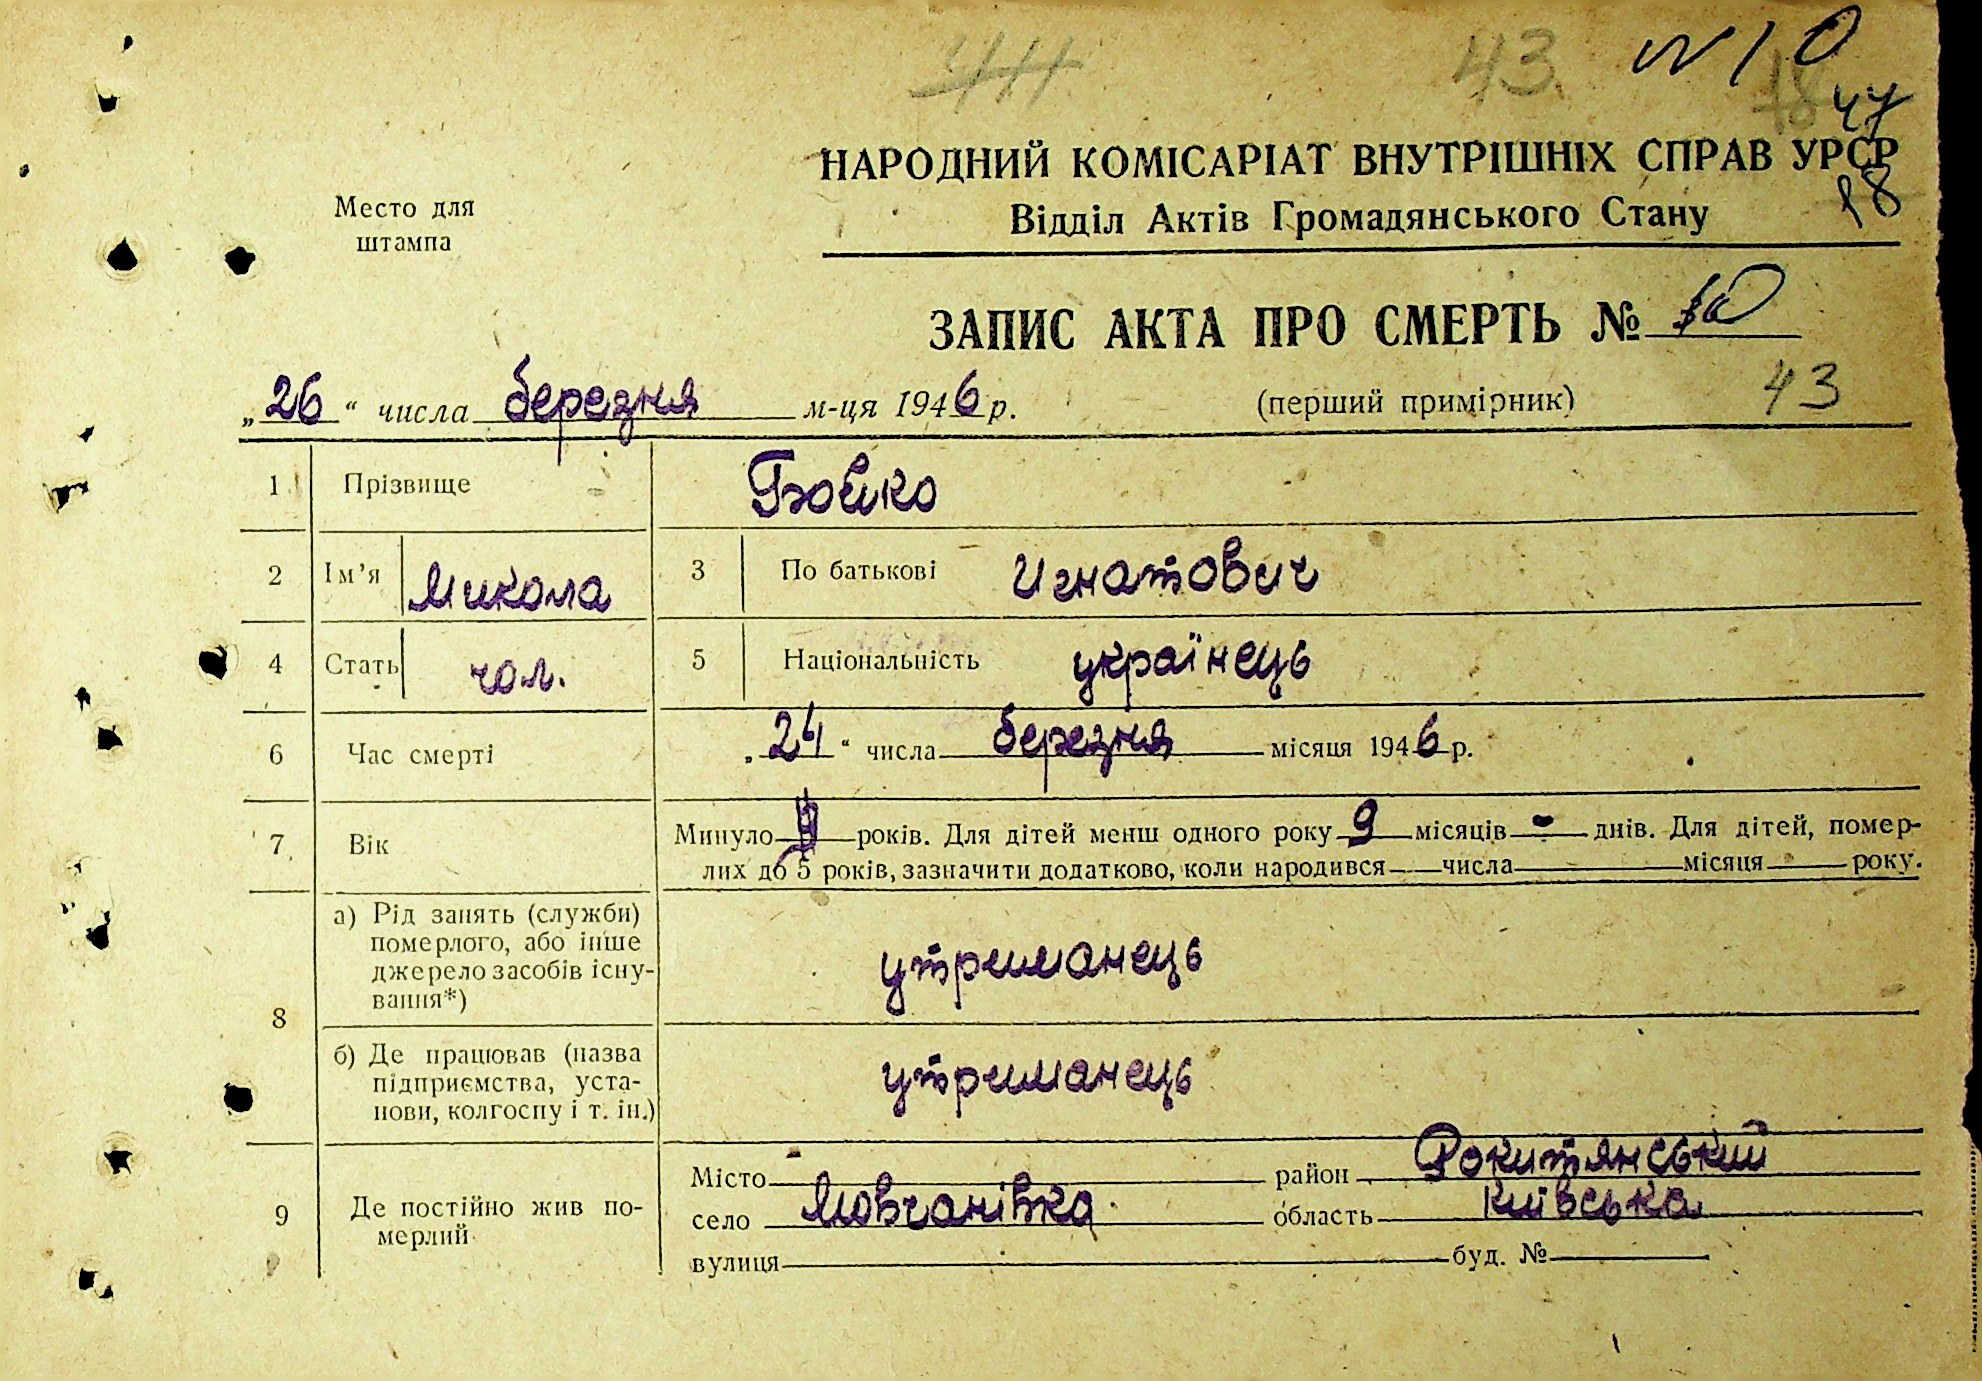 44 43 № 10
18 47
НАРОДНИЙ КОМІСАРІАТ ВНУТРІШНІХ СПРАВ УРСР
18
Место для
штампа
Відділ Актів Громадянського Стану
ЗАПИС АКТА ПРО СМЕРТЬ № 10
„26“ числа березня м-ця 1946 р. (перший примірник) 43
1 Прізвище Бойко
2 Ім’я Микола 3 По батькові Игнатович
4 Стать чол. 5 Національність українець
6 Час смерті „24“ числа березня місяця 1946 р.
7 Вік Минуло років. Для дітей менш одного року 9 місяців - днів. Для дітей, помер-
лих до 5 років, зазначити додатково, коли народився числа місяця року.
8 а) Рід занять (служби)
померлого, або інше
джерело засобів існу-
вання*) утриманець
б) Де працював (назва
підприємства, уста-
нови, колгоспу і т. ін.) утриманець
9 Де постійно жив по-
мерлий
Місто - район Рокитянський
село Мовчанівка область Київська
вулиця буд. №